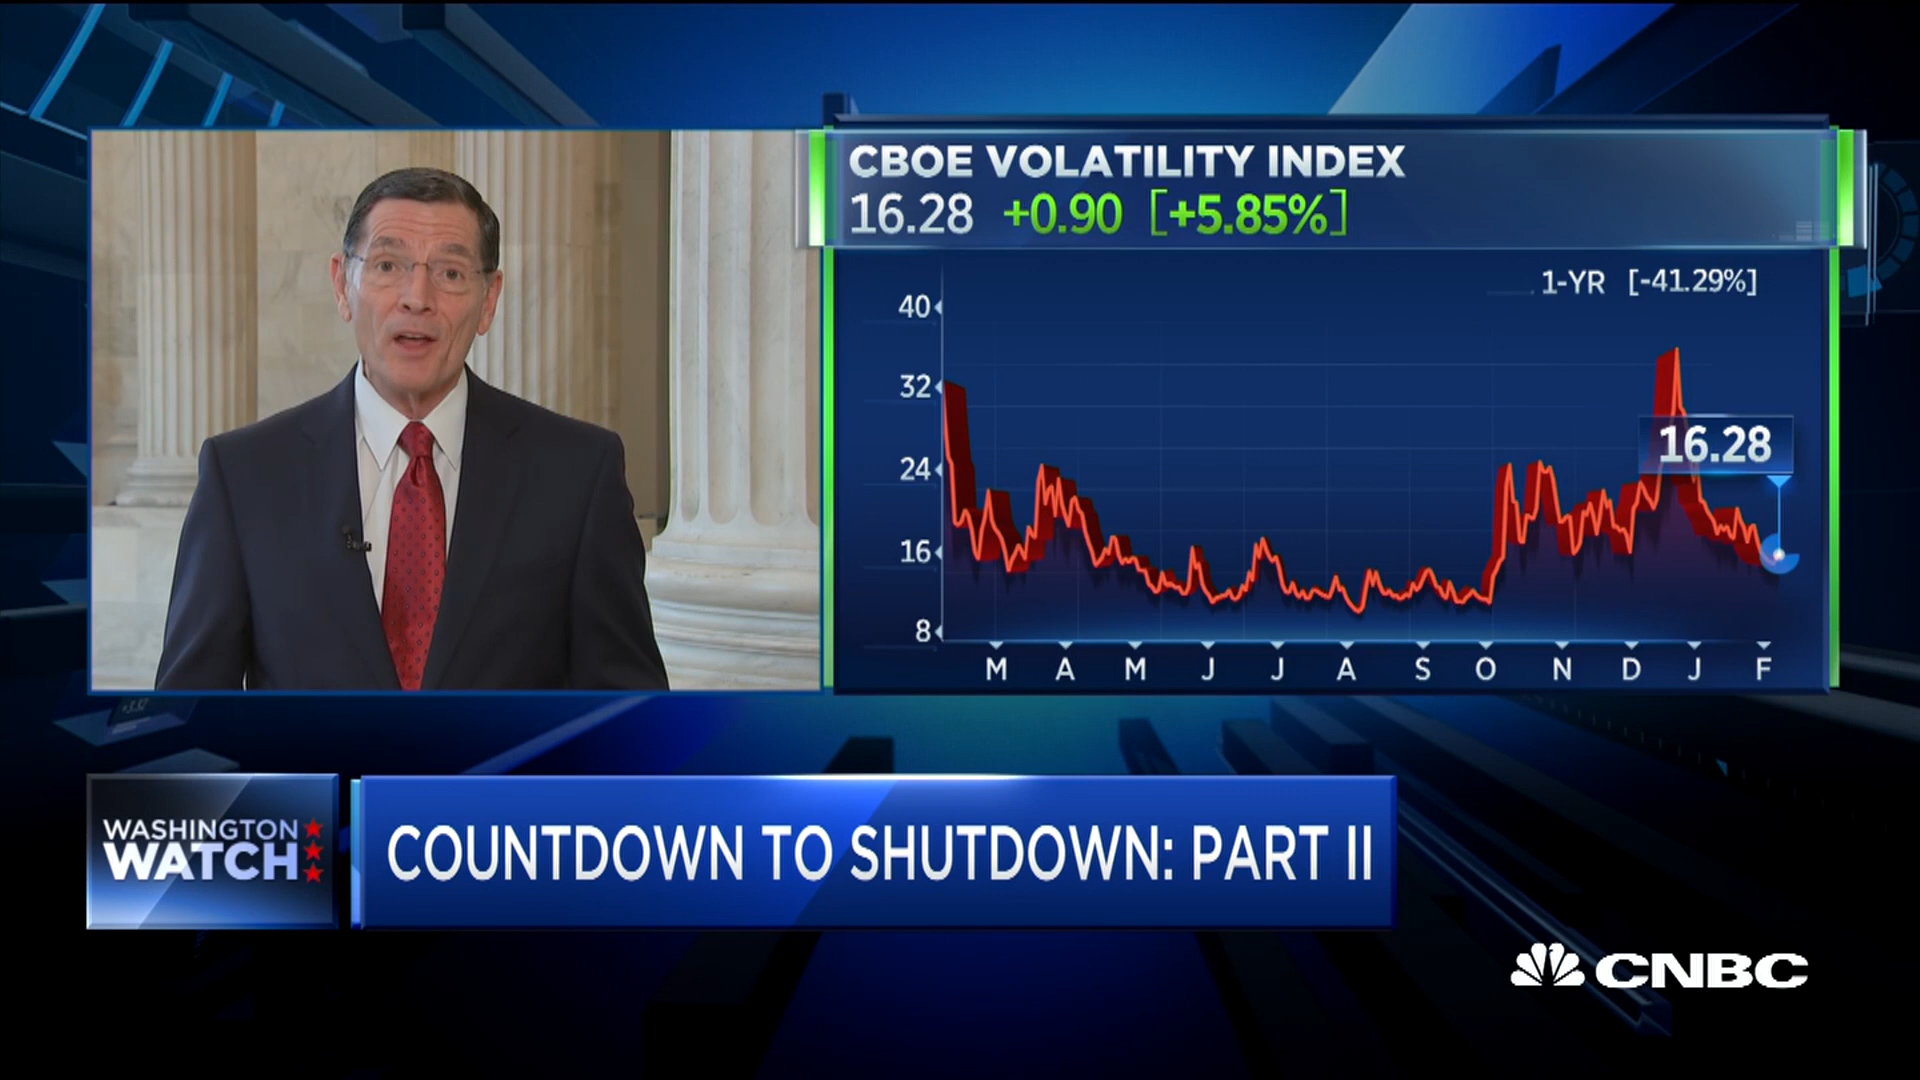 CBOE VOLATILITY INDEX
16.28 +0.90 [+5.85%]
1-YR [-41.29%]
40
32
24
16
8
16.28
M A M J J A S O N D J F
WASHINGTON
WATCH
COUNTDOWN TO SHUTDOWN: PART II
CNBC